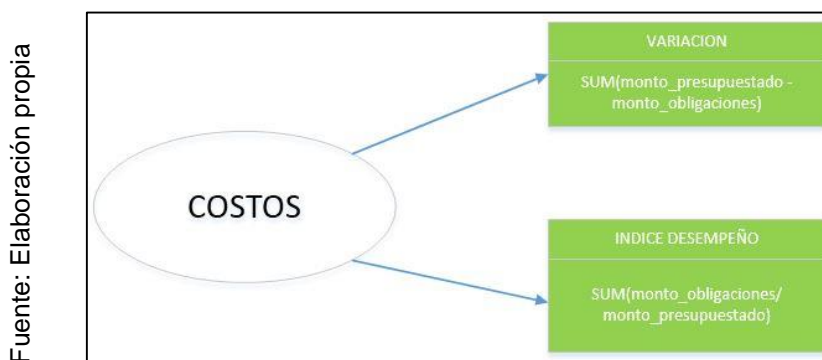 Fuente: Elaboración propia
COSTOS
VARIACION
SUM(monto_presupuestado -
monto_obligaciones)
INDICE DESEMPEÑO
SUM(monto_obligaciones/
monto_presupuestado)